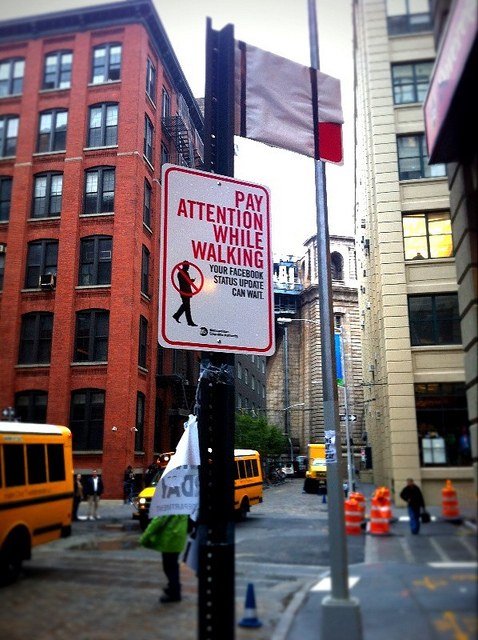 PAY
ATTENTION
WHILE
WALKING
YOUR FACEBOOK
STATUS UPDATE
CAN WAIT.